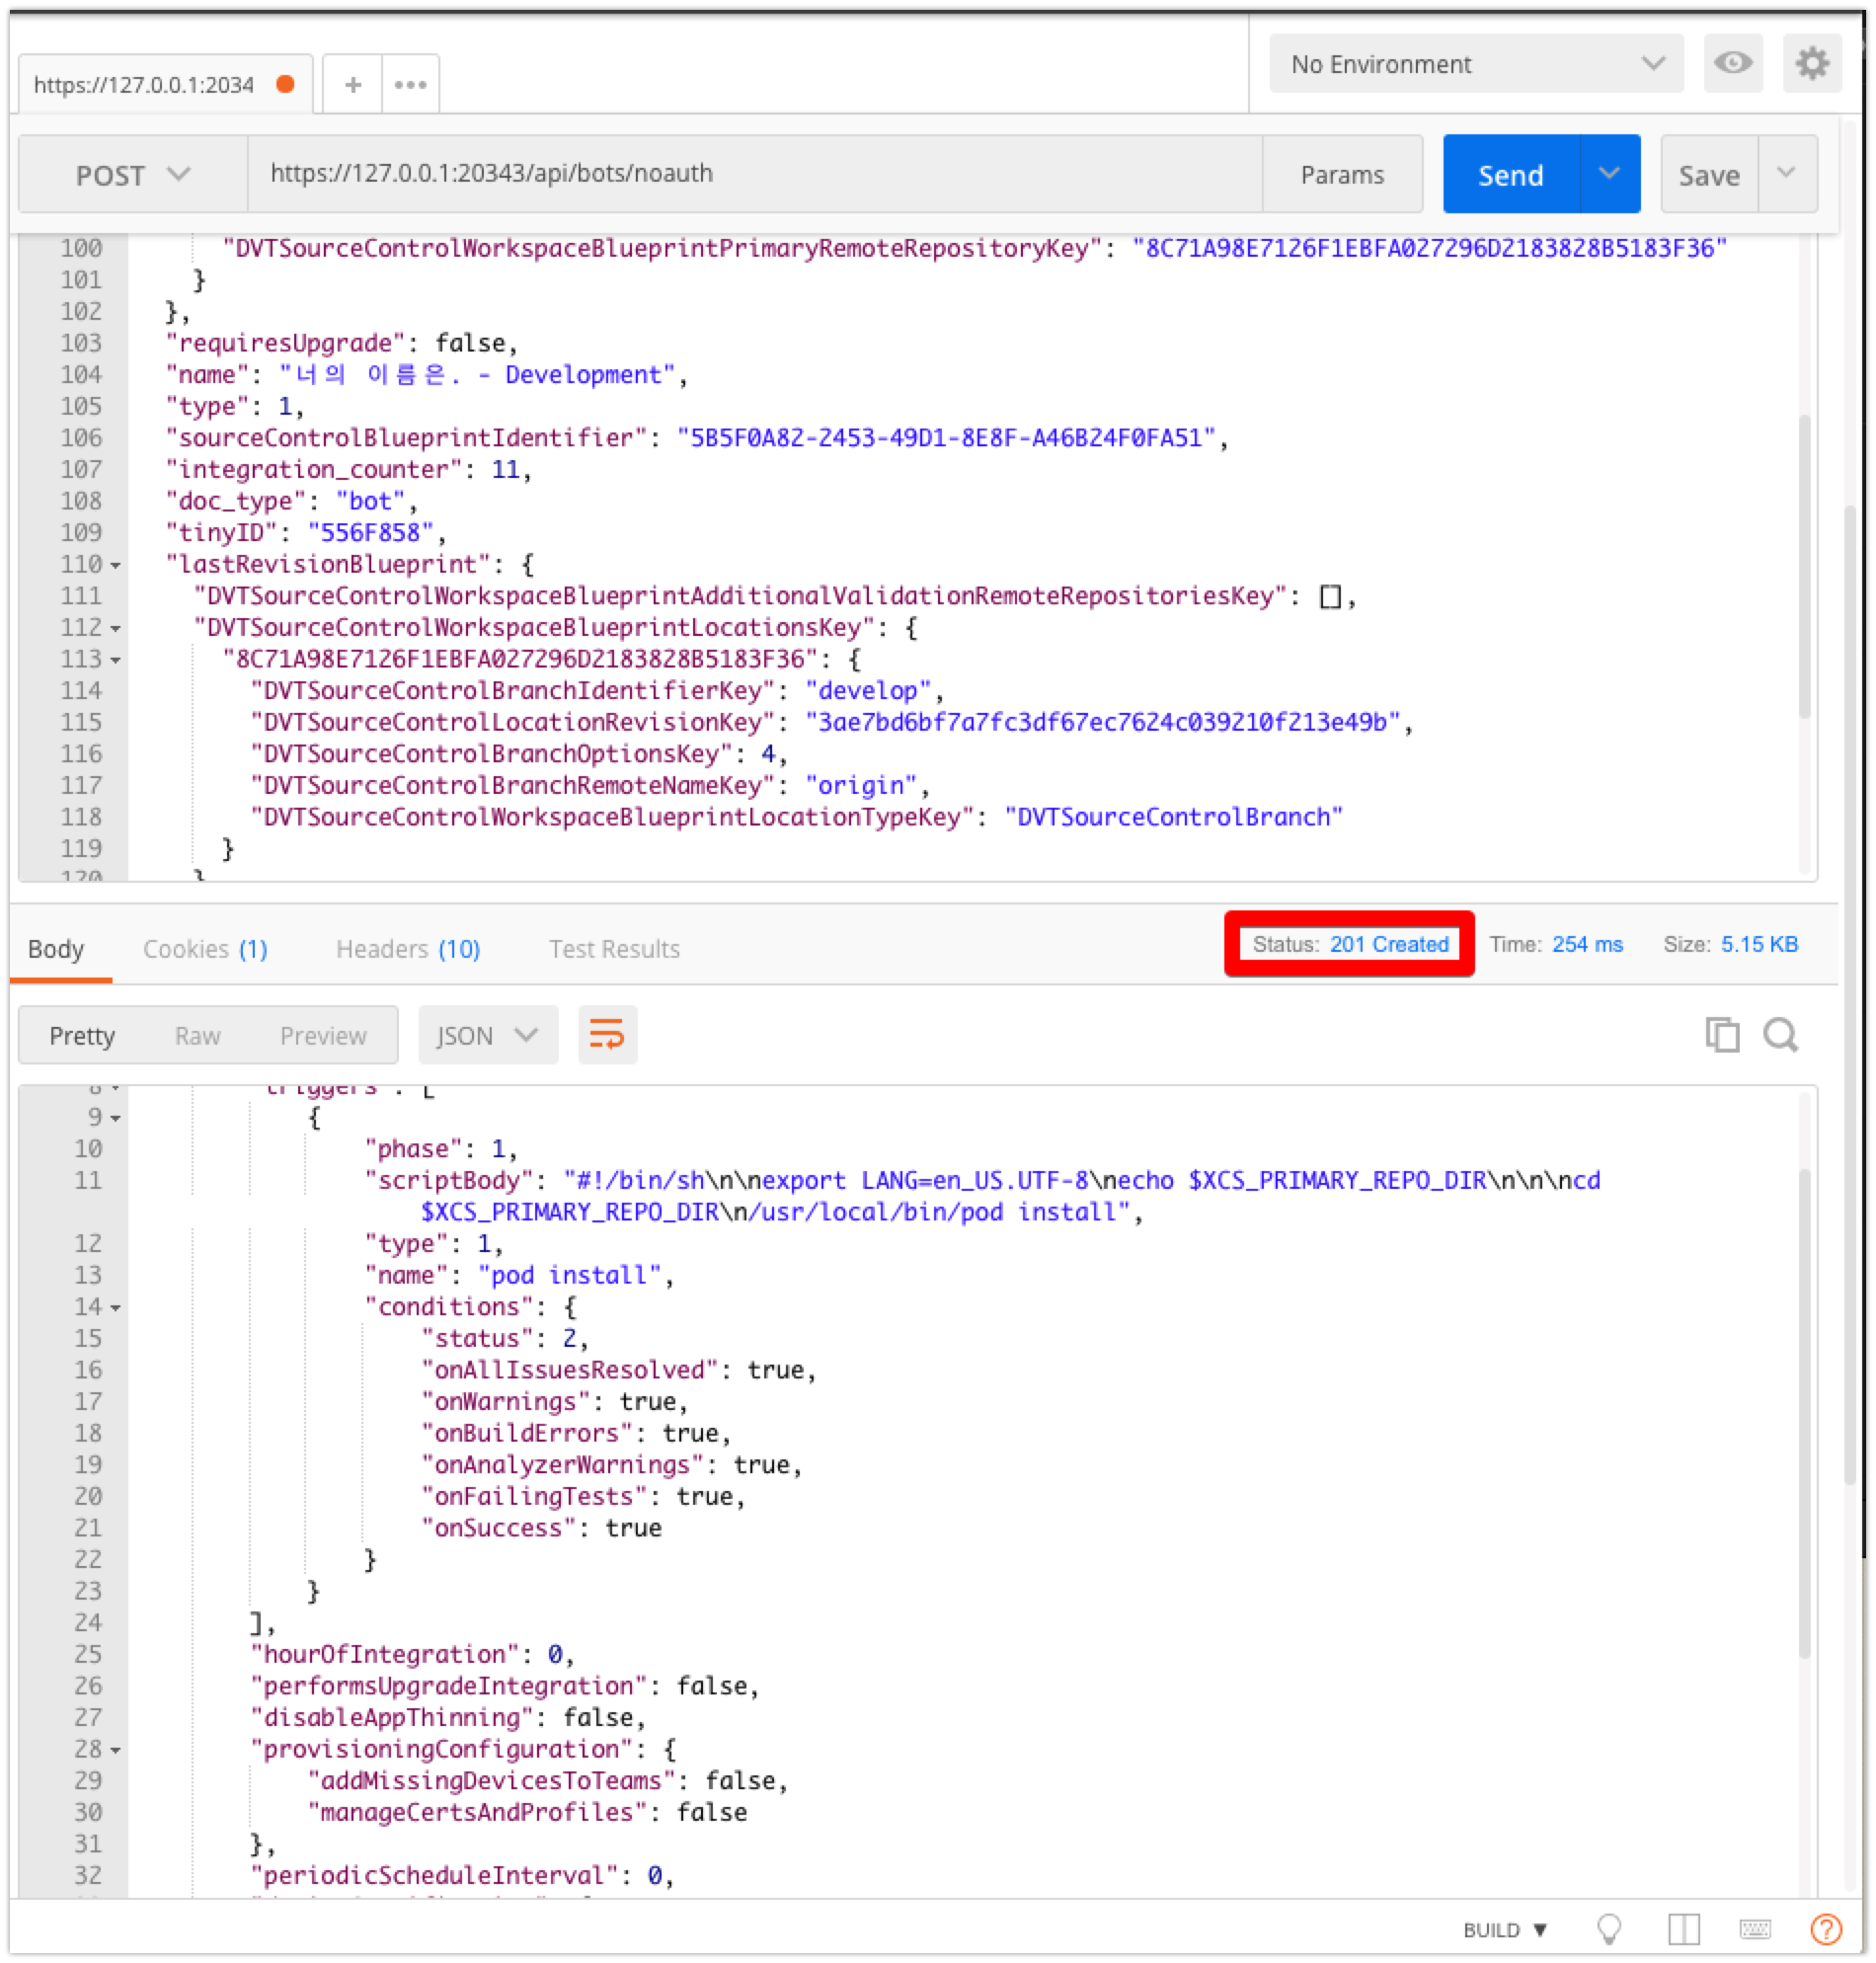 https://127.0.0.1:2034
No Environment
POST
https://127.0.0.1:20343/api/bots/noauth
Params
Send
Save
100 "DVTSourceControlWorkspaceBlueprintPrimaryRemoteRepositoryKey": "8C71A98E7126F1EBFA027296D2183828B5183F36"
101 }
102 },
103 "requiresUpgrade": false,
104 "name": "너의 이름은. - Development",
105 "type": 1,
106 "sourceControlBlueprintIdentifier": "5B5F0A82-2453-49D1-8E8F-A46B24F0FA51",
107 "integration_counter": 11,
108 "doc_type": "bot",
109 "tinyID": "556F858",
110 "lastRevisionBlueprint": {
111 "DVTSourceControlWorkspaceBlueprintAdditionalValidationRemoteRepositoriesKey": [],
112 "DVTSourceControlWorkspaceBlueprintLocationsKey": {
113 "8C71A98E7126F1EBFA027296D2183828B5183F36": {
114 "DVTSourceControlBranchIdentifierKey": "develop",
115 "DVTSourceControlLocationRevisionKey": "3ae7bd6bf7a7fc3df67ec7624c039210f213e49b",
116 "DVTSourceControlBranchOptionsKey": 4,
117 "DVTSourceControlBranchRemoteNameKey": "origin",
118 "DVTSourceControlWorkspaceBlueprintLocationTypeKey": "DVTSourceControlBranch"
119 }
120 }
Body Cookies (1) Headers (10) Test Results Status: 201 Created Time: 254 ms Size: 5.15 KB
Pretty Raw Preview JSON
8 "triggers": [
9 {
10 "phase": 1,
11 "scriptBody": "#!/bin/sh\n\nexport LANG=en_US.UTF-8\necho $XCS_PRIMARY_REPO_DIR\n\n\ncd
$XCS_PRIMARY_REPO_DIR\n/usr/local/bin/pod install",
12 "type": 1,
13 "name": "pod install",
14 "conditions": {
15 "status": 2,
16 "onAllIssuesResolved": true,
17 "onWarnings": true,
18 "onBuildErrors": true,
19 "onAnalyzerWarnings": true,
20 "onFailingTests": true,
21 "onSuccess": true
22 }
23 }
24 ],
25 "hourOfIntegration": 0,
26 "performsUpgradeIntegration": false,
27 "disableAppThinning": false,
28 "provisioningConfiguration": {
29 "addMissingDevicesToTeams": false,
30 "manageCertsAndProfiles": false
31 },
32 "periodicScheduleInterval": 0,
BUILD